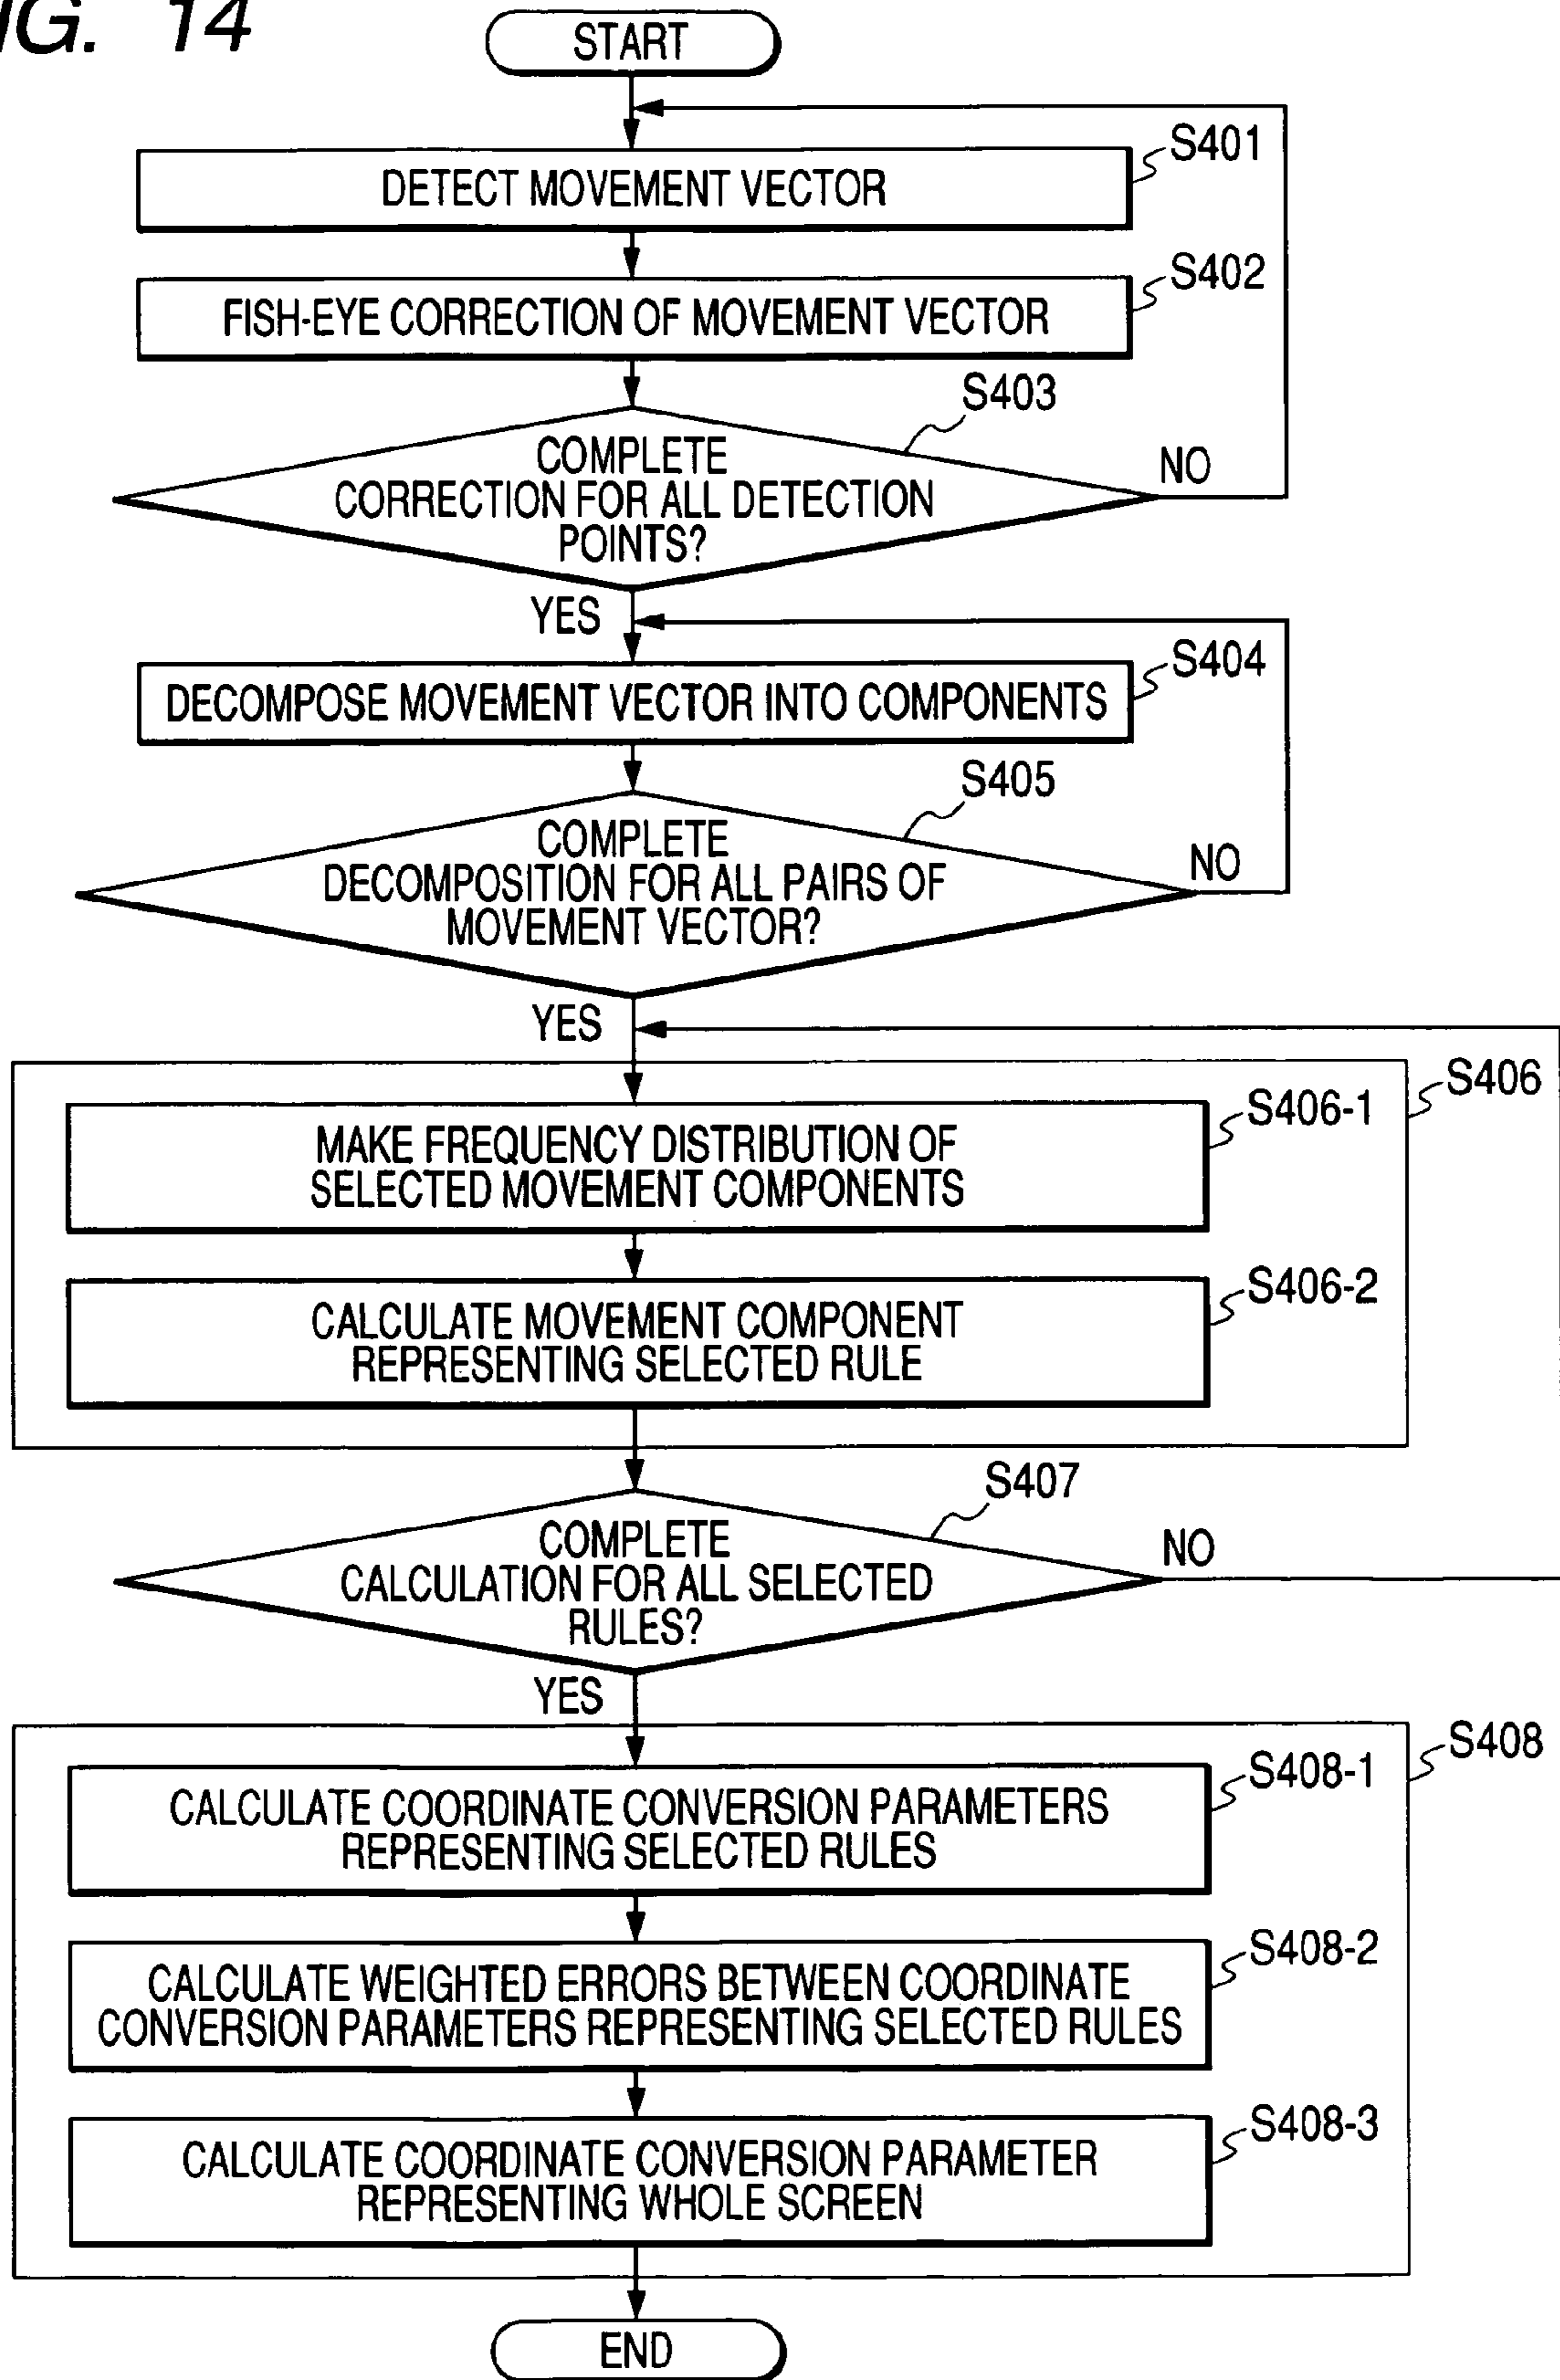 IG. 14
START
S401
DETECT MOVEMENT VECTOR
S402
FISH-EYE CORRECTION OF MOVEMENT VECTOR
S403
COMPLETE
CORRECTION FOR ALL DETECTION
POINTS?
NO
YES
S404
DECOMPOSE MOVEMENT VECTOR INTO COMPONENTS
S405
COMPLETE
DECOMPOSITION FOR ALL PAIRS OF
MOVEMENT VECTOR?
NO
YES
S406
S406-1
MAKE FREQUENCY DISTRIBUTION OF
SELECTED MOVEMENT COMPONENTS
S406-2
CALCULATE MOVEMENT COMPONENT
REPRESENTING SELECTED RULE
S407
COMPLETE
CALCULATION FOR ALL SELECTED
RULES?
NO
YES
S408
S408-1
CALCULATE COORDINATE CONVERSION PARAMETERS
REPRESENTING SELECTED RULES
S408-2
CALCULATE WEIGHTED ERRORS BETWEEN COORDINATE
CONVERSION PARAMETERS REPRESENTING SELECTED RULES
S408-3
CALCULATE COORDINATE CONVERSION PARAMETER
REPRESENTING WHOLE SCREEN
END